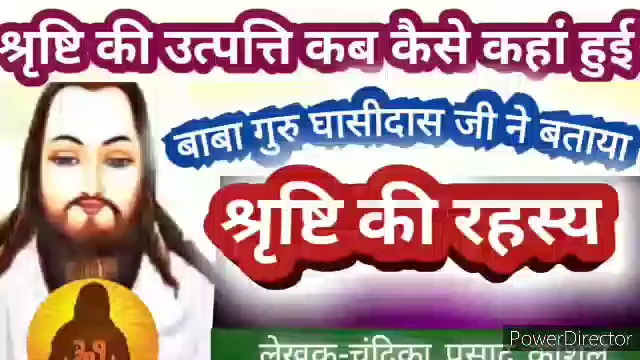 श्रृष्टि की उत्पत्ति कब कैसे कहां हुई
बाबा गुरु घासीदास जी ने बताया
श्रृष्टि की रहस्य
लेखक-चंद्रिका प्रसाद
PowerDirector